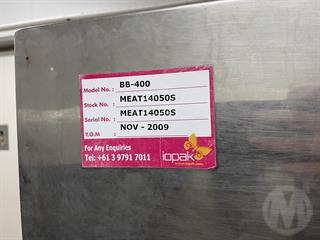 Model No. : BB-400
Stock No. : MEAT14050S
Serial No. : MEAT14050S
Y.O.M : NOV - 2009
For Any Enquiries
Tel: +61 3 9791 7011
iopak